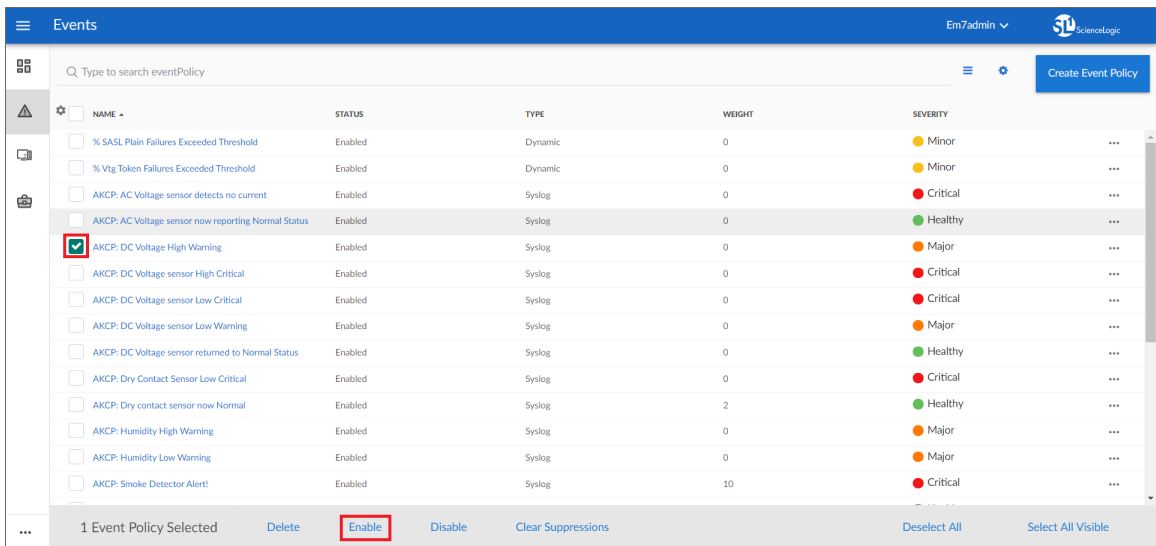 Events
Em7admin
SL ScienceLogic
Type to search eventPolicy
Create Event Policy
NAME STATUS TYPE WEIGHT SEVERITY
% SASL Plain Failures Exceeded Threshold Enabled Dynamic 0 Minor ...
% Vtg Token Failures Exceeded Threshold Enabled Dynamic 0 Minor ...
AKCP: AC Voltage sensor detects no current Enabled Syslog 0 Critical ...
AKCP: AC Voltage sensor now reporting Normal Status Enabled Syslog 0 Healthy ...
AKCP: DC Voltage High Warning Enabled Syslog 0 Major ...
AKCP: DC Voltage sensor High Critical Enabled Syslog 0 Critical ...
AKCP: DC Voltage sensor Low Critical Enabled Syslog 0 Critical ...
AKCP: DC Voltage sensor Low Warning Enabled Syslog 0 Major ...
AKCP: DC Voltage sensor returned to Normal Status Enabled Syslog 0 Healthy ...
AKCP: Dry Contact Sensor Low Critical Enabled Syslog 0 Critical ...
AKCP: Dry contact sensor now Normal Enabled Syslog 2 Healthy ...
AKCP: Humidity High Warning Enabled Syslog 0 Major ...
AKCP: Humidity Low Warning Enabled Syslog 0 Major ...
AKCP: Smoke Detector Alert! Enabled Syslog 10 Critical ...
... 1 Event Policy Selected Delete Enable Disable Clear Suppressions Deselect All Select All Visible